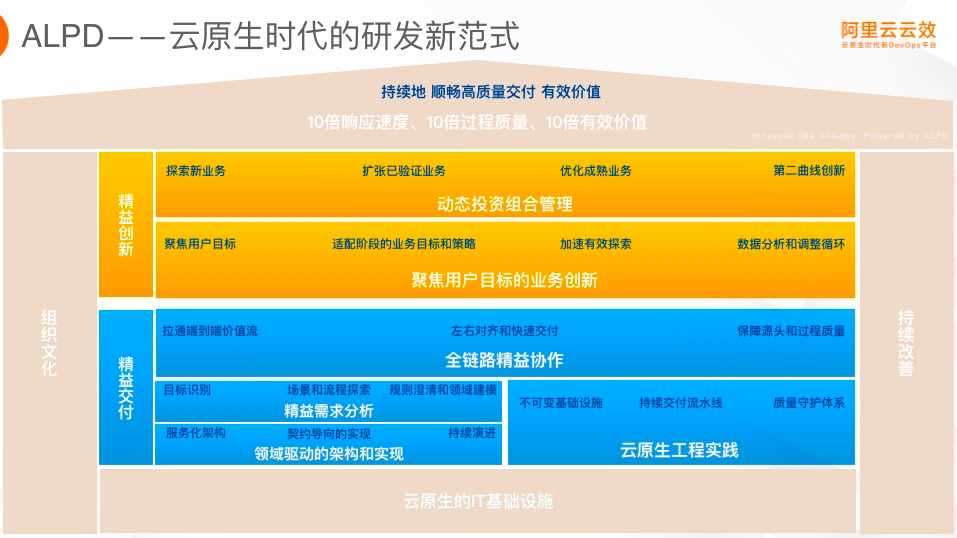 ALPD——云原生时代的研发新范式
阿里云云效
云原生时代新DevOps平台
持续地 顺畅高质量交付 有效价值
10倍响应速度、10倍过程质量、10倍有效价值
Innovate like Alibaba, Powered by ALPD
组织文化
精益创新
探索新业务 扩张已验证业务 优化成熟业务 第二曲线创新
动态投资组合管理
聚焦用户目标 适配阶段的业务目标和策略 加速有效探索 数据分析和调整循环
聚焦用户目标的业务创新
精益交付
拉通端到端价值流 左右对齐和快速交付 保障源头和过程质量
全链路精益协作
目标识别 场景和流程探索 规则澄清和领域建模
精益需求分析
服务化架构 契约导向的实现 持续演进
领域驱动的架构和实现
不可变基础设施 持续交付流水线 质量守护体系
云原生工程实践
持续改善
云原生的IT基础设施